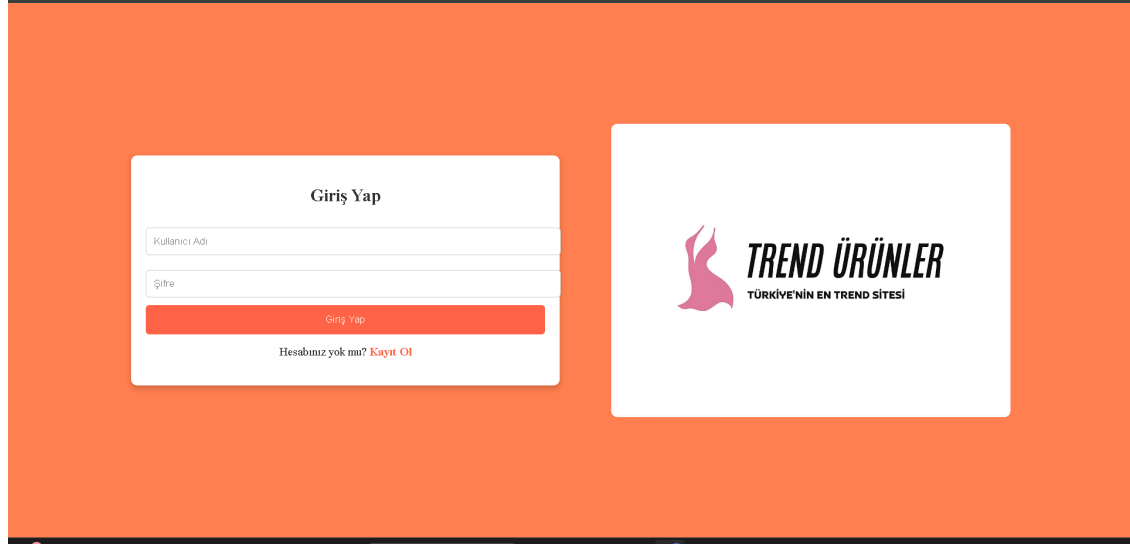 Giriş Yap
Kullanıcı Adı
Şifre
Giriş Yap
Hesabınız yok mu? Kayıt Ol
TREND ÜRÜNLER
TÜRKİYE'NİN EN TREND SİTESİ